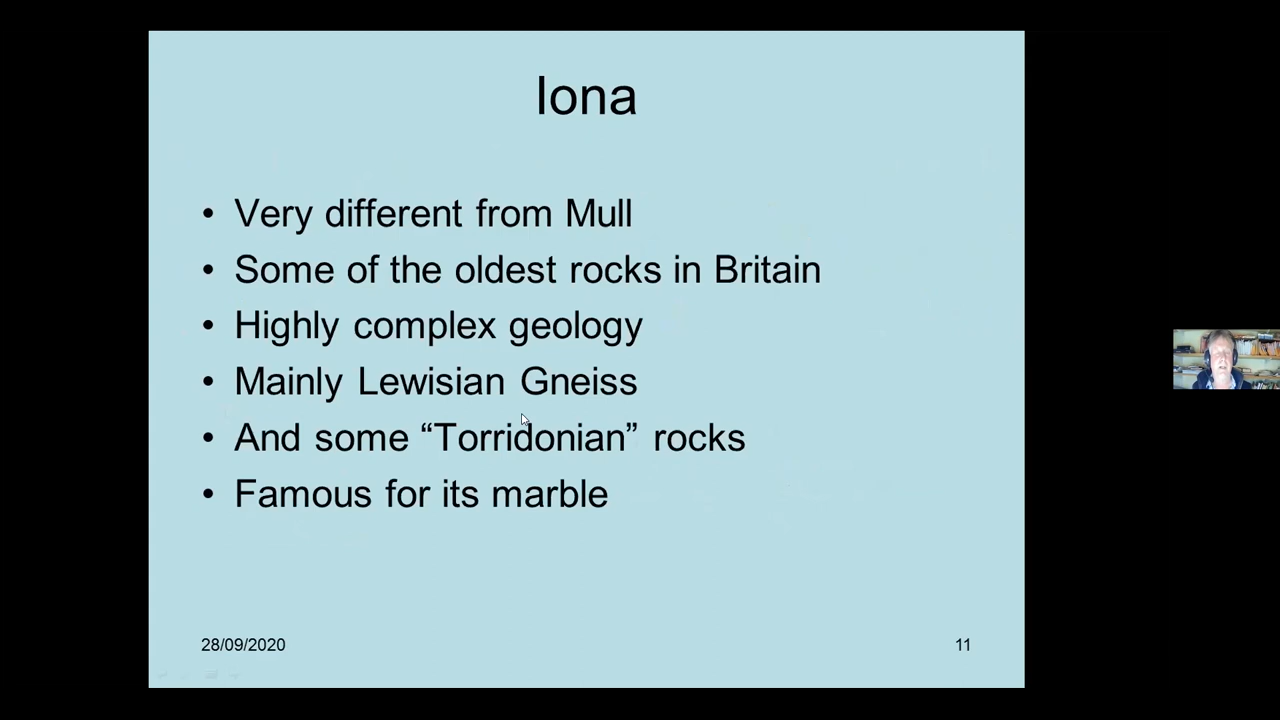 Iona
• Very different from Mull
• Some of the oldest rocks in Britain
• Highly complex geology
• Mainly Lewisian Gneiss
• And some “Torridonian” rocks
• Famous for its marble
28/09/2020
11